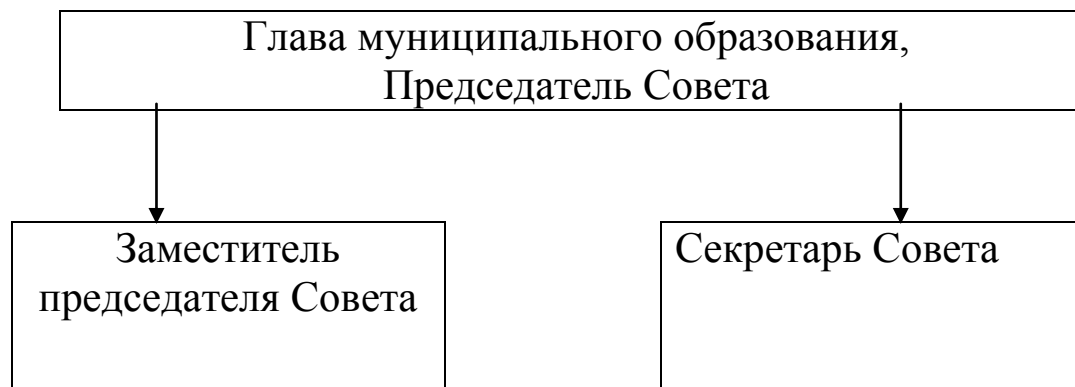 Глава муниципального образования,
Председатель Совета
Заместитель
председателя Совета
Секретарь Совета